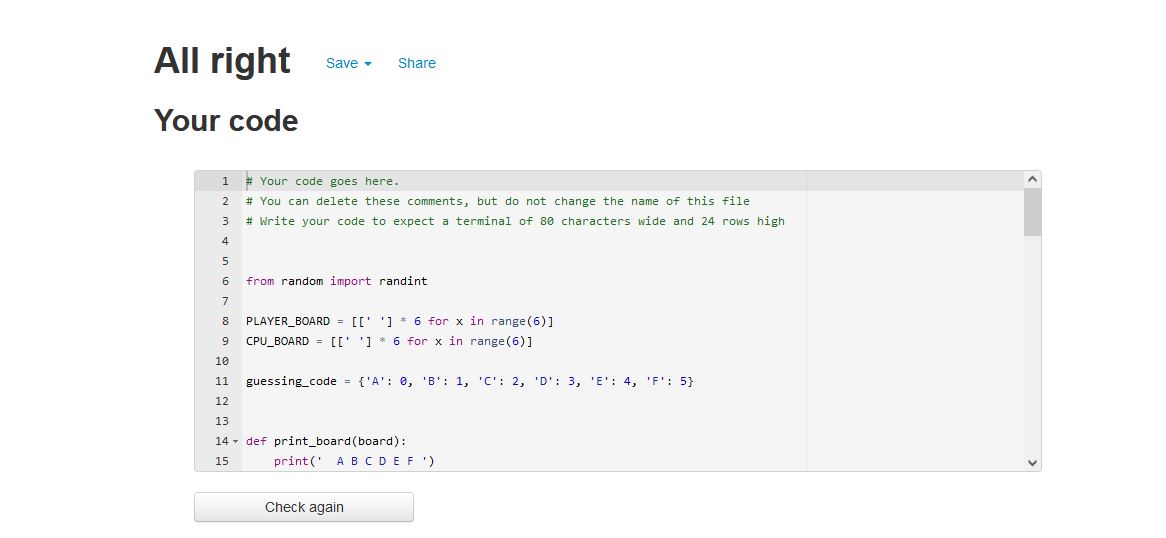 All right Save Share
Your code
1 # Your code goes here.
2 # You can delete these comments, but do not change the name of this file
3 # Write your code to expect a terminal of 80 characters wide and 24 rows high
4
5
6 from random import randint
7
8 PLAYER_BOARD = [[' '] * 6 for x in range(6)]
9 CPU_BOARD = [[' '] * 6 for x in range(6)]
10
11 guessing_code = {'A': 0, 'B': 1, 'C': 2, 'D': 3, 'E': 4, 'F': 5}
12
13
14 def print_board(board):
15     print('  A B C D E F ')
Check again